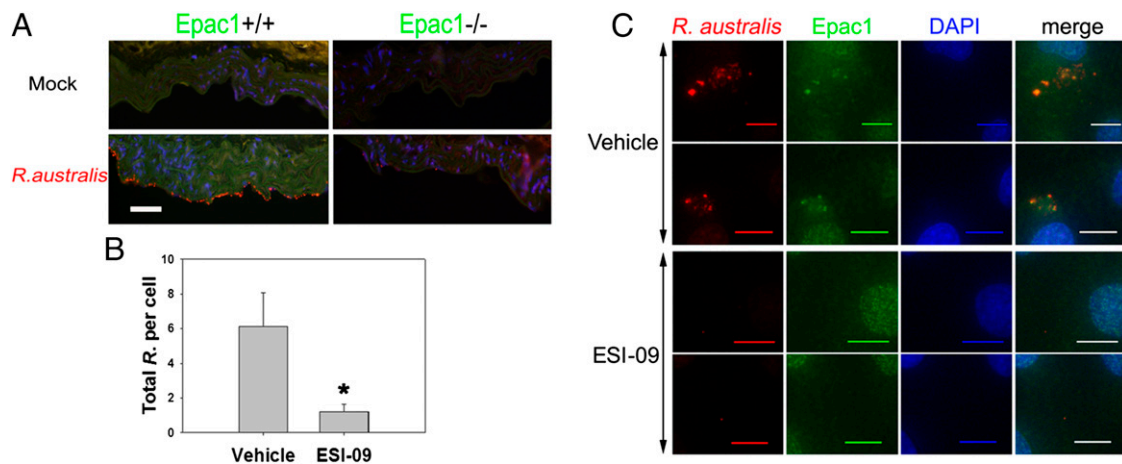 A
Epac1+/+ Epac1-/-
Mock
R.australis
B
Total R. per cell
10
8
6
4
2
0
*
Vehicle ESI-09
C
R. australis Epac1 DAPI merge
Vehicle
ESI-09